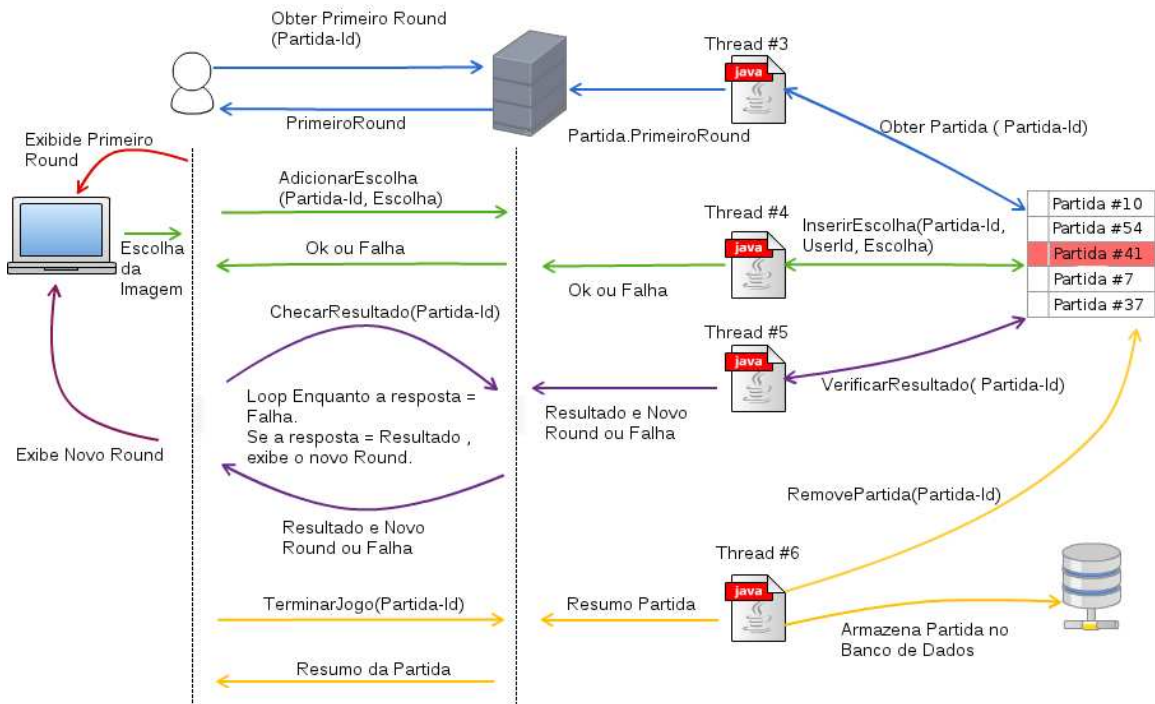 Obter Primeiro Round
(Partida-Id)
PrimeiroRound
Thread #3
java
Partida.PrimeiroRound
Obter Partida ( Partida-Id)
Exibide Primeiro
Round
AdicionarEscolha
(Partida-Id, Escolha)
Ok ou Falha
Escolha
da
Imagem
Thread #4
java
InserirEscolha(Partida-Id,
UserId, Escolha)
Ok ou Falha
Partida #10
Partida #54
Partida #41
Partida #7
Partida #37
ChecarResultado(Partida-Id)
Loop Enquanto a resposta =
Falha.
Se a resposta = Resultado ,
exibe o novo Round.
Resultado e Novo
Round ou Falha
Exibe Novo Round
Thread #5
java
VerificarResultado( Partida-Id)
Resultado e Novo
Round ou Falha
RemovePartida(Partida-Id)
Thread #6
java
TerminarJogo(Partida-Id)
Resumo Partida
Armazena Partida no
Banco de Dados
Resumo da Partida